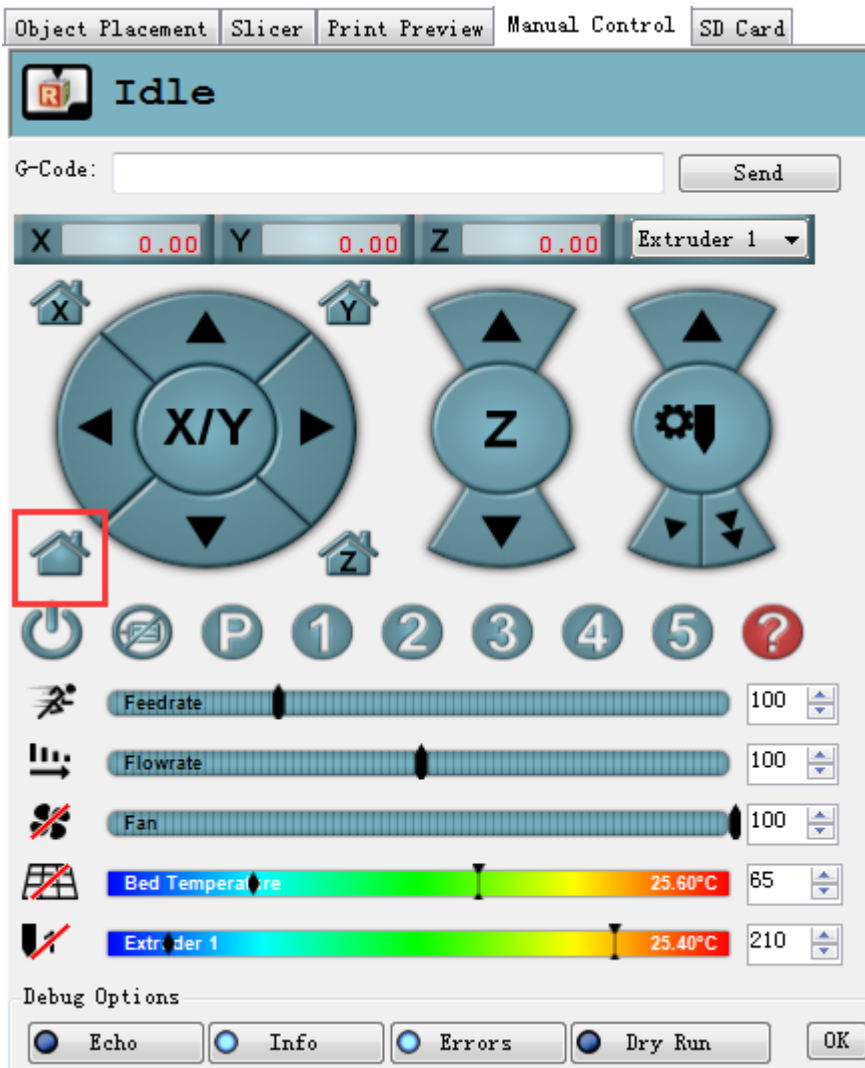 Object Placement Slicer Print Preview Manual Control SD Card
R Idle
G-Code: Send
X 0.00 Y 0.00 Z 0.00 Extruder 1
X Y
X/Y Z
Z
P 1 2 3 4 5 ?
Feedrate 100
Flowrate 100
Fan 100
Bed Temperature 25.60°C 65
1 Extruder 1 25.40°C 210
Debug Options
Echo Info Errors Dry Run OK